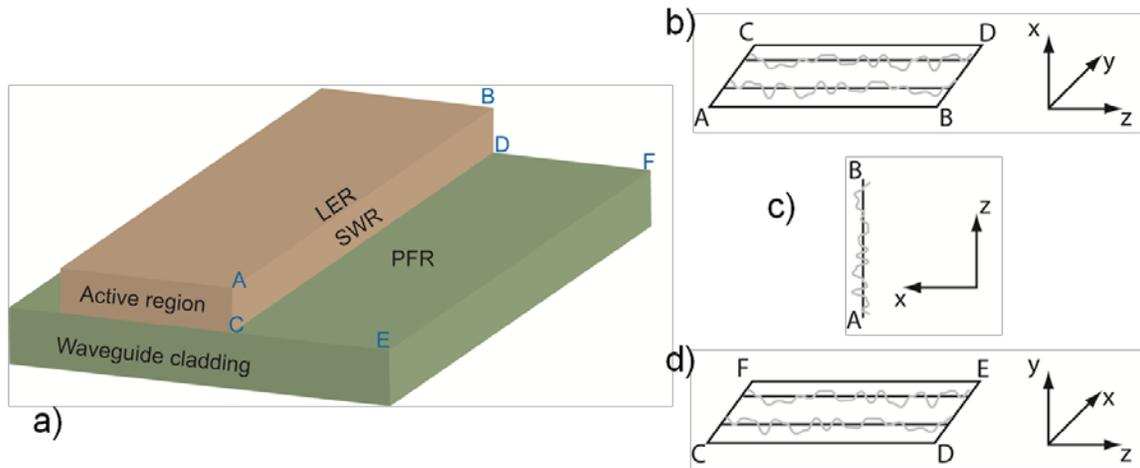 b)
C
D
x
y
z
A
B
B
D
F
LER
SWR
PFR
A
Active region
C
E
Waveguide cladding
a)
c)
B
z
x
A
d)
F
E
y
x
z
C
D